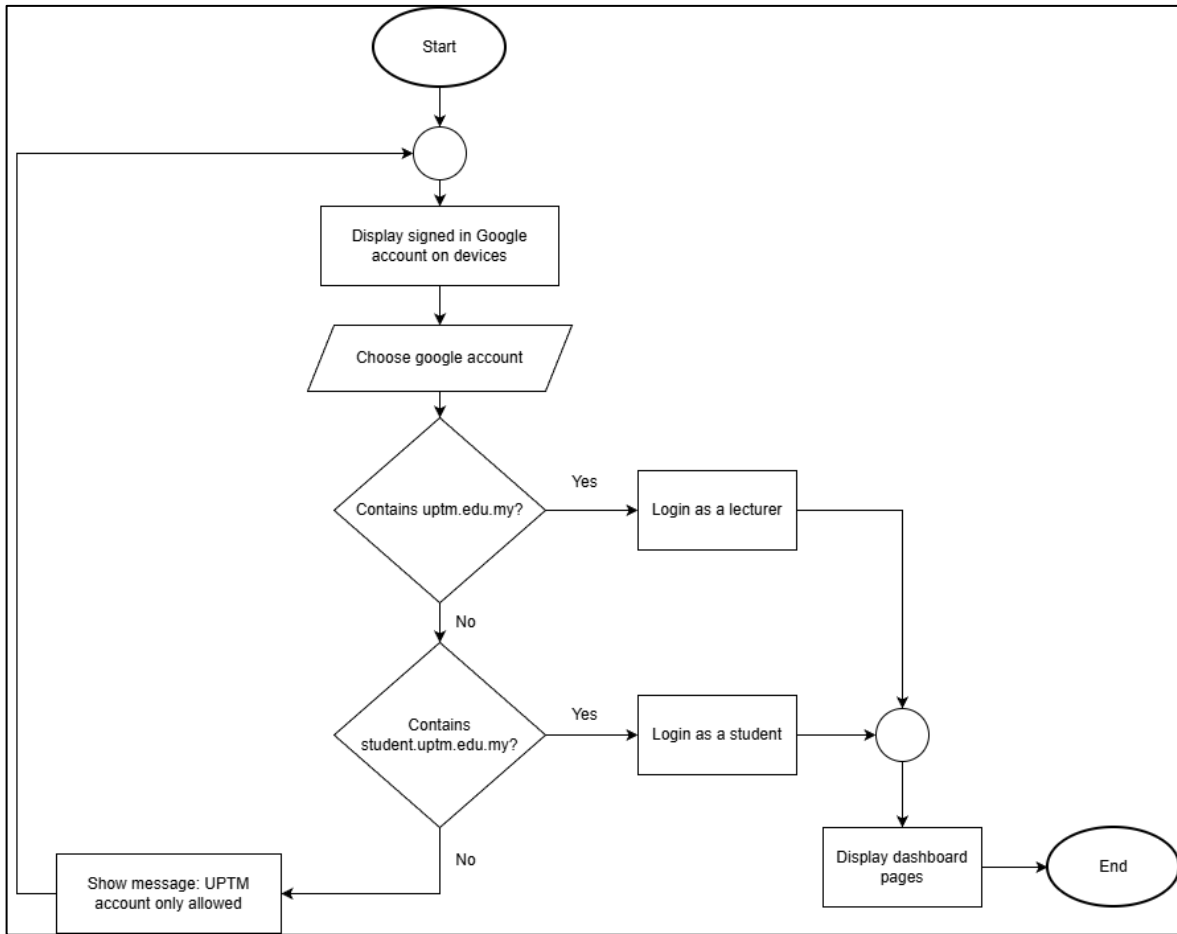 Start
Display signed in Google
account on devices
Choose google account
Contains uptm.edu.my?
Yes
Login as a lecturer
No
Contains
student.uptm.edu.my?
Yes
Login as a student
No
Show message: UPTM
account only allowed
Display dashboard
pages
End